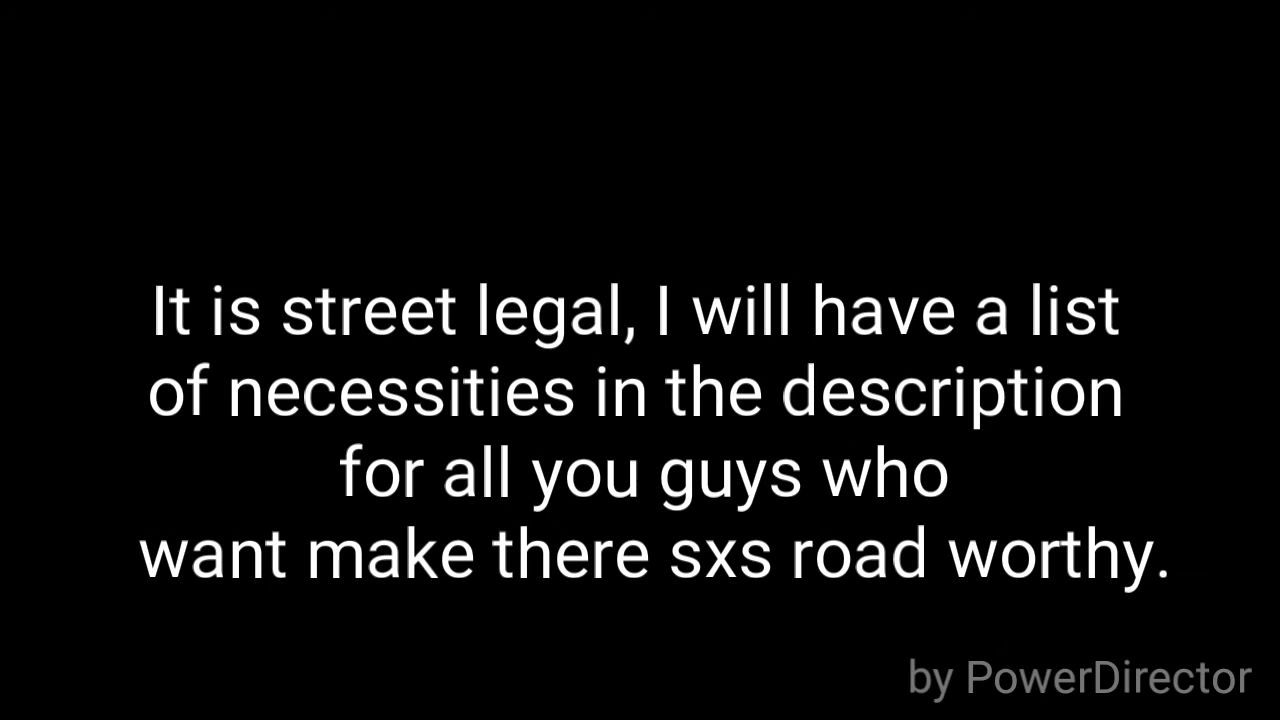 It is street legal, I will have a list
of necessities in the description
for all you guys who
want make there sxs road worthy.
by PowerDirector